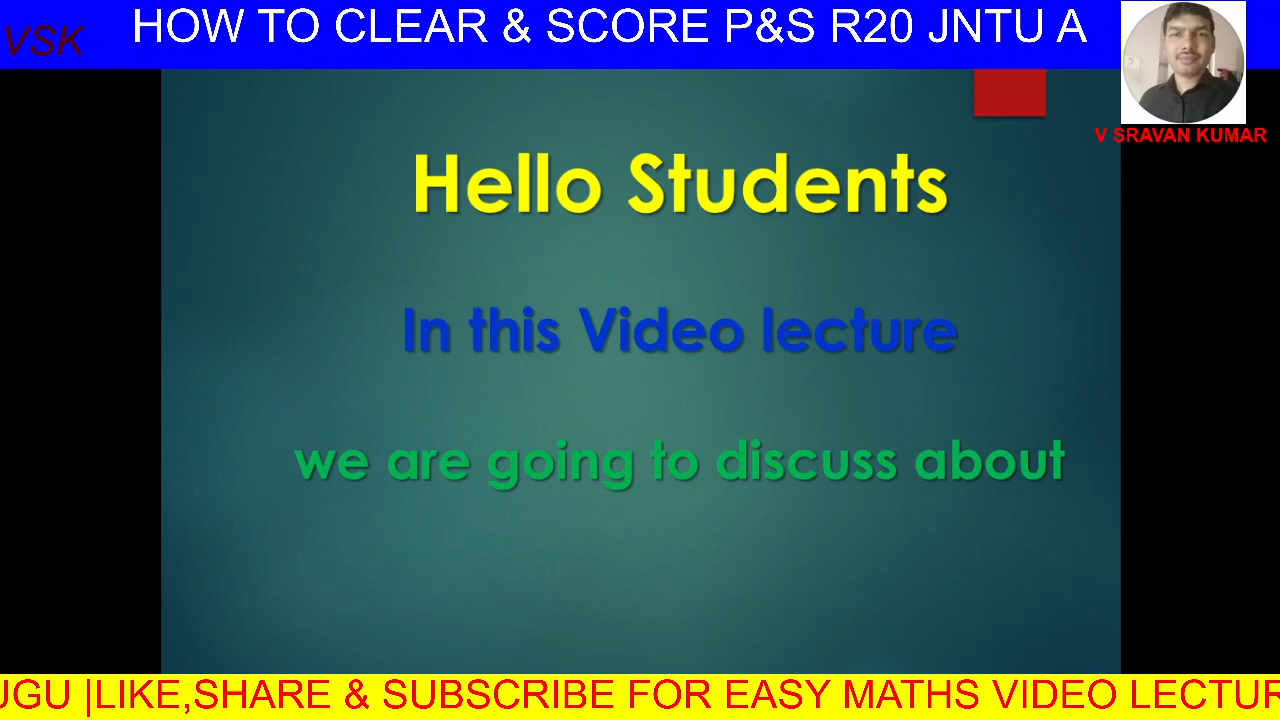 VSK
HOW TO CLEAR & SCORE P&S R20 JNTU A
V SRAVAN KUMAR
Hello Students
In this Video lecture
we are going to discuss about
UGU |LIKE,SHARE & SUBSCRIBE FOR EASY MATHS VIDEO LECTUR